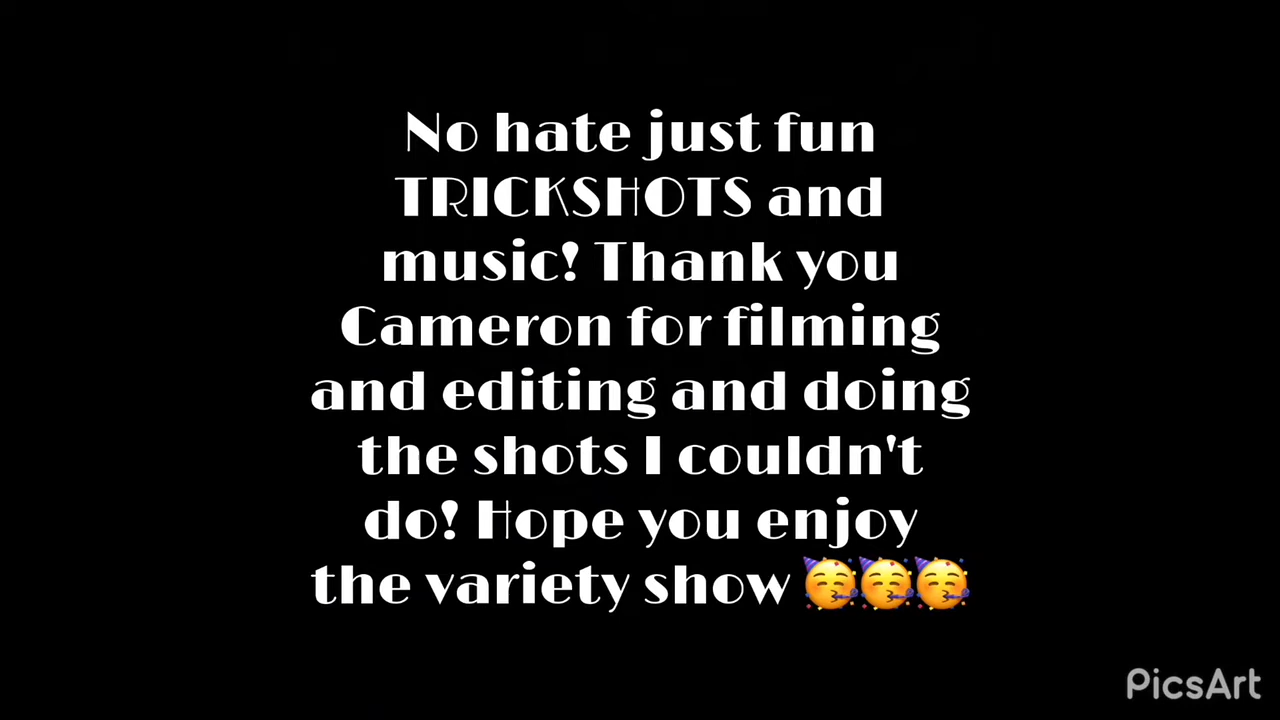 No hate just fun
TRICKSHOTS and
music! Thank you
Cameron for filming
and editing and doing
the shots I couldn't
do! Hope you enjoy
the variety show 🥳🥳🥳
PicsArt